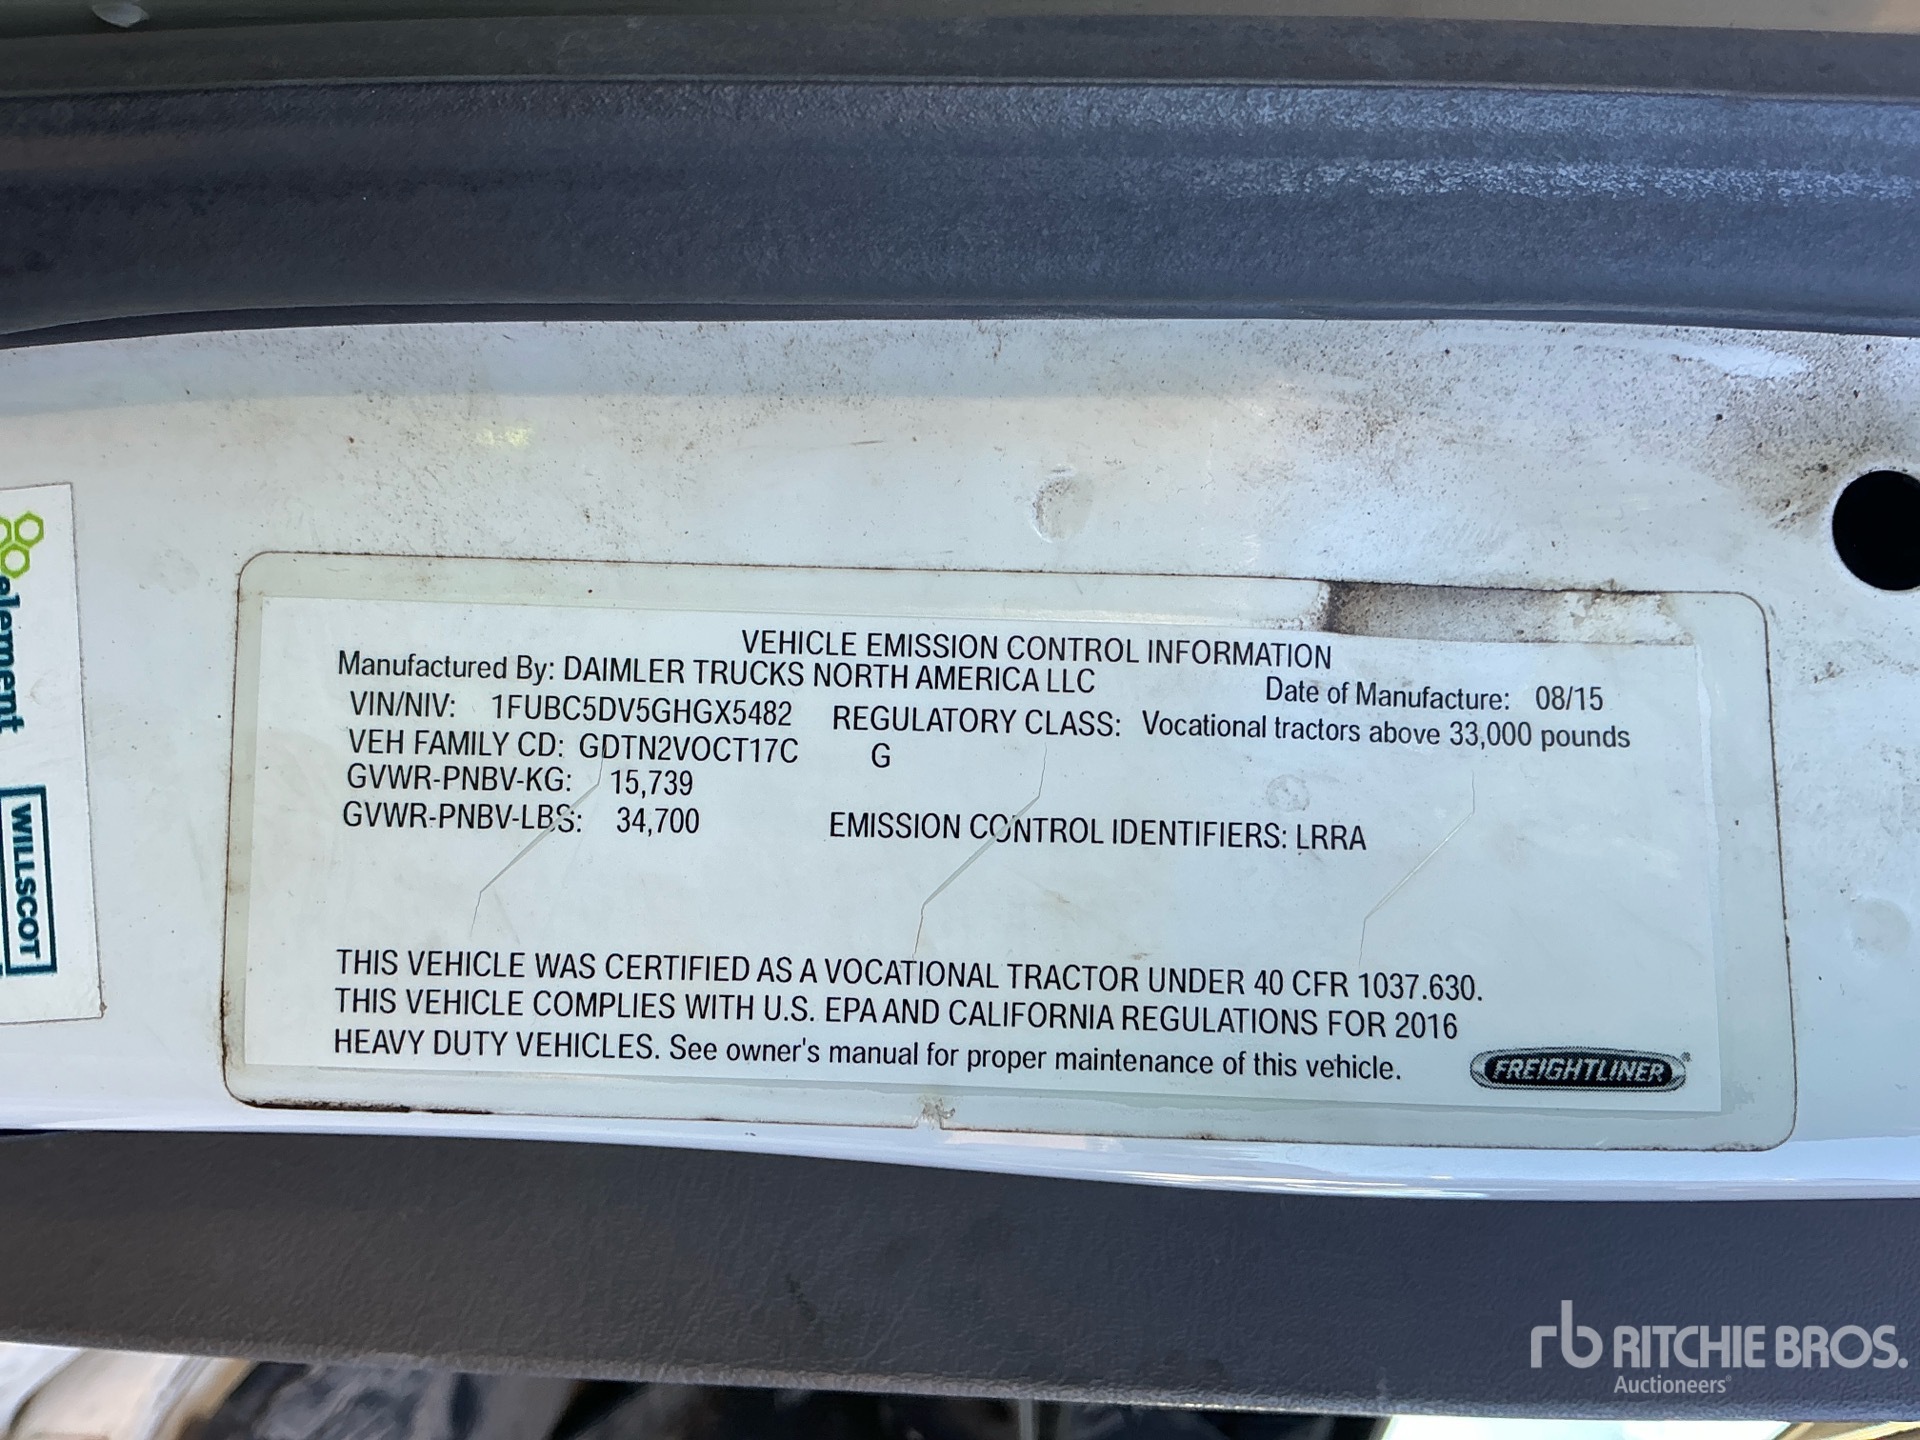 VEHICLE EMISSION CONTROL INFORMATION
Manufactured By: DAIMLER TRUCKS NORTH AMERICA LLC
Date of Manufacture: 08/15
VIN/NIV: 1FUBC5DV5GHGX5482
REGULATORY CLASS: Vocational tractors above 33,000 pounds
VEH FAMILY CD: GDTN2VOCT17C G
GVWR-PNBV-KG: 15,739
GVWR-PNBV-LBS: 34,700
EMISSION CONTROL IDENTIFIERS: LRRA
THIS VEHICLE WAS CERTIFIED AS A VOCATIONAL TRACTOR UNDER 40 CFR 1037.630.
THIS VEHICLE COMPLIES WITH U.S. EPA AND CALIFORNIA REGULATIONS FOR 2016
HEAVY DUTY VEHICLES. See owner's manual for proper maintenance of this vehicle.
FREIGHTLINER®
element
WILLSCOT
rb RITCHIE BROS.
Auctioneers®